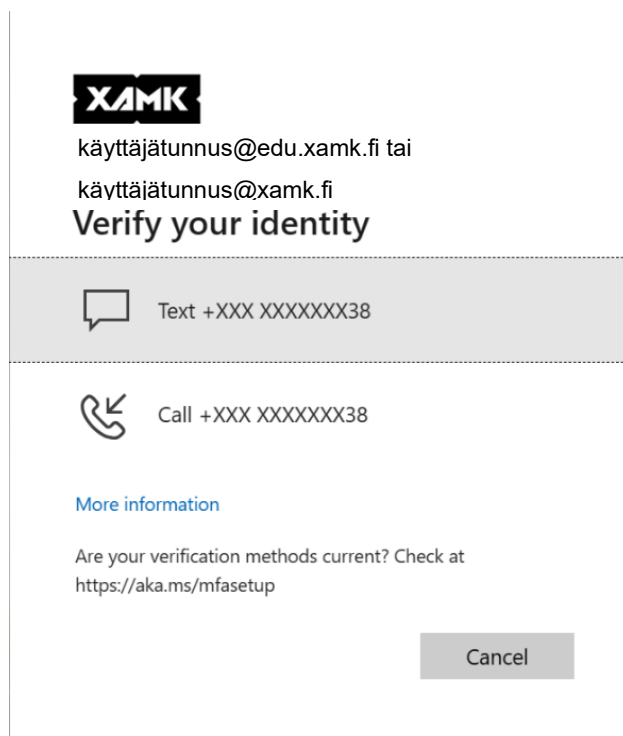 XAMK
käyttäjätunnus@edu.xamk.fi tai
käyttäjätunnus@xamk.fi
Verify your identity
Text +XXX XXXXXXX38
Call +XXX XXXXXXX38
More information
Are your verification methods current? Check at
https://aka.ms/mfasetup
Cancel